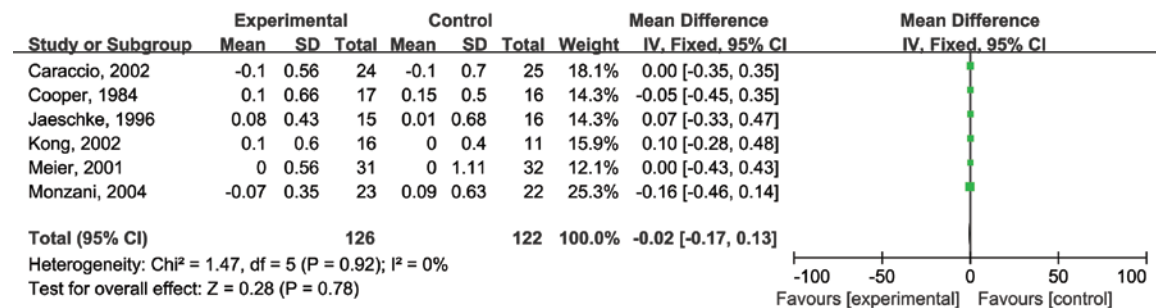 Experimental Control Mean Difference Mean Difference
Study or Subgroup Mean SD Total Mean SD Total Weight IV, Fixed, 95% CI IV, Fixed, 95% CI
Caraccio, 2002 -0.1 0.56 24 -0.1 0.7 25 18.1% 0.00 [-0.35, 0.35]
Cooper, 1984 0.1 0.66 17 0.15 0.5 16 14.3% -0.05 [-0.45, 0.35]
Jaeschke, 1996 0.08 0.43 15 0.01 0.68 16 14.3% 0.07 [-0.33, 0.47]
Kong, 2002 0.1 0.6 16 0 0.4 11 15.9% 0.10 [-0.28, 0.48]
Meier, 2001 0 0.56 31 0 1.11 32 12.1% 0.00 [-0.43, 0.43]
Monzani, 2004 -0.07 0.35 23 0.09 0.63 22 25.3% -0.16 [-0.46, 0.14]
Total (95% CI) 126 122 100.0% -0.02 [-0.17, 0.13]
Heterogeneity: Chi² = 1.47, df = 5 (P = 0.92); I² = 0%
Test for overall effect: Z = 0.28 (P = 0.78)
-100 -50 0 50 100
Favours [experimental] Favours [control]